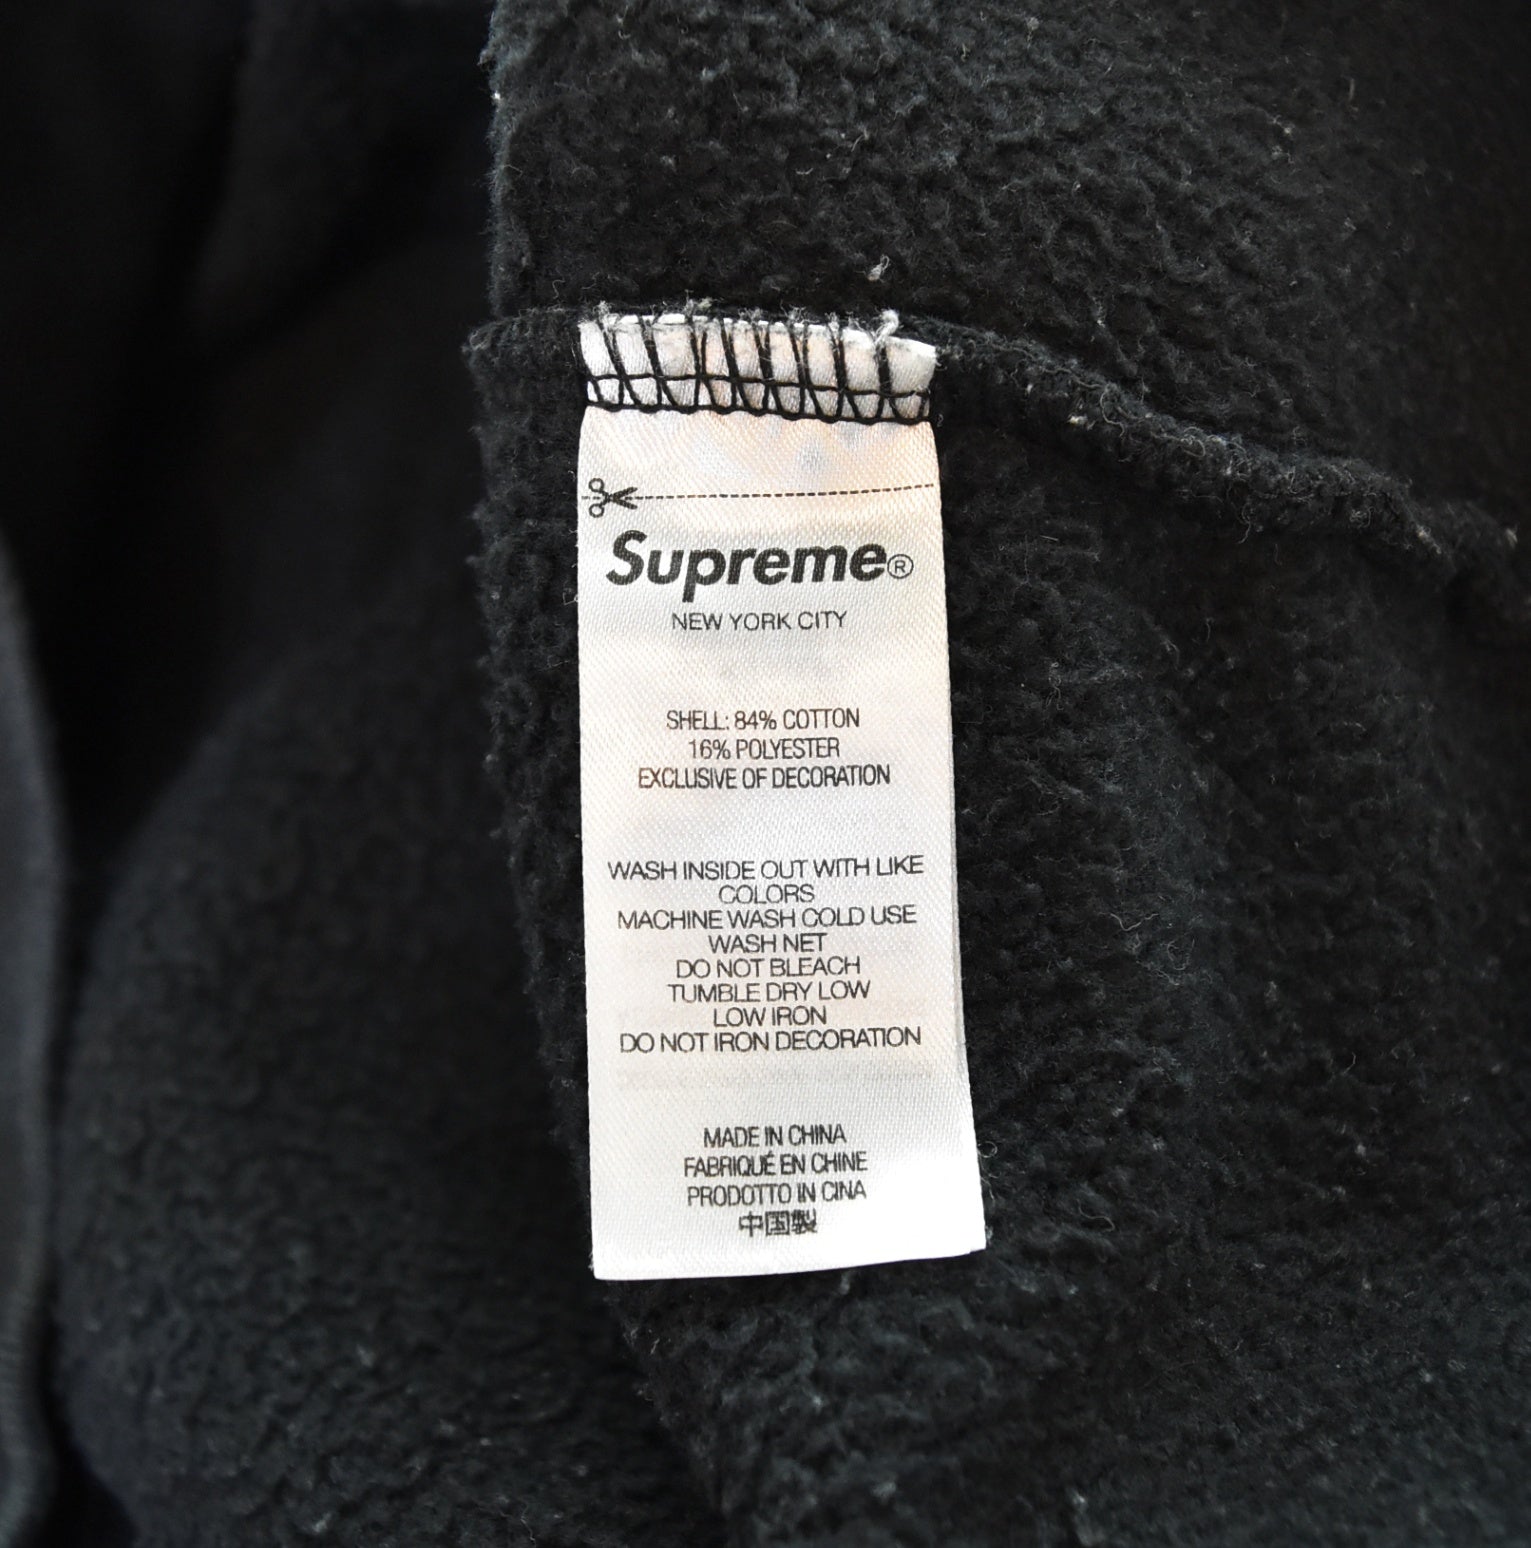 Supreme®
NEW YORK CITY
SHELL: 84% COTTON
16% POLYESTER
EXCLUSIVE OF DECORATION
WASH INSIDE OUT WITH LIKE
COLORS
MACHINE WASH COLD USE
WASH NET
DO NOT BLEACH
TUMBLE DRY LOW
LOW IRON
DO NOT IRON DECORATION
MADE IN CHINA
FABRIQUÉ EN CHINE
PRODOTTO IN CINA
中国製